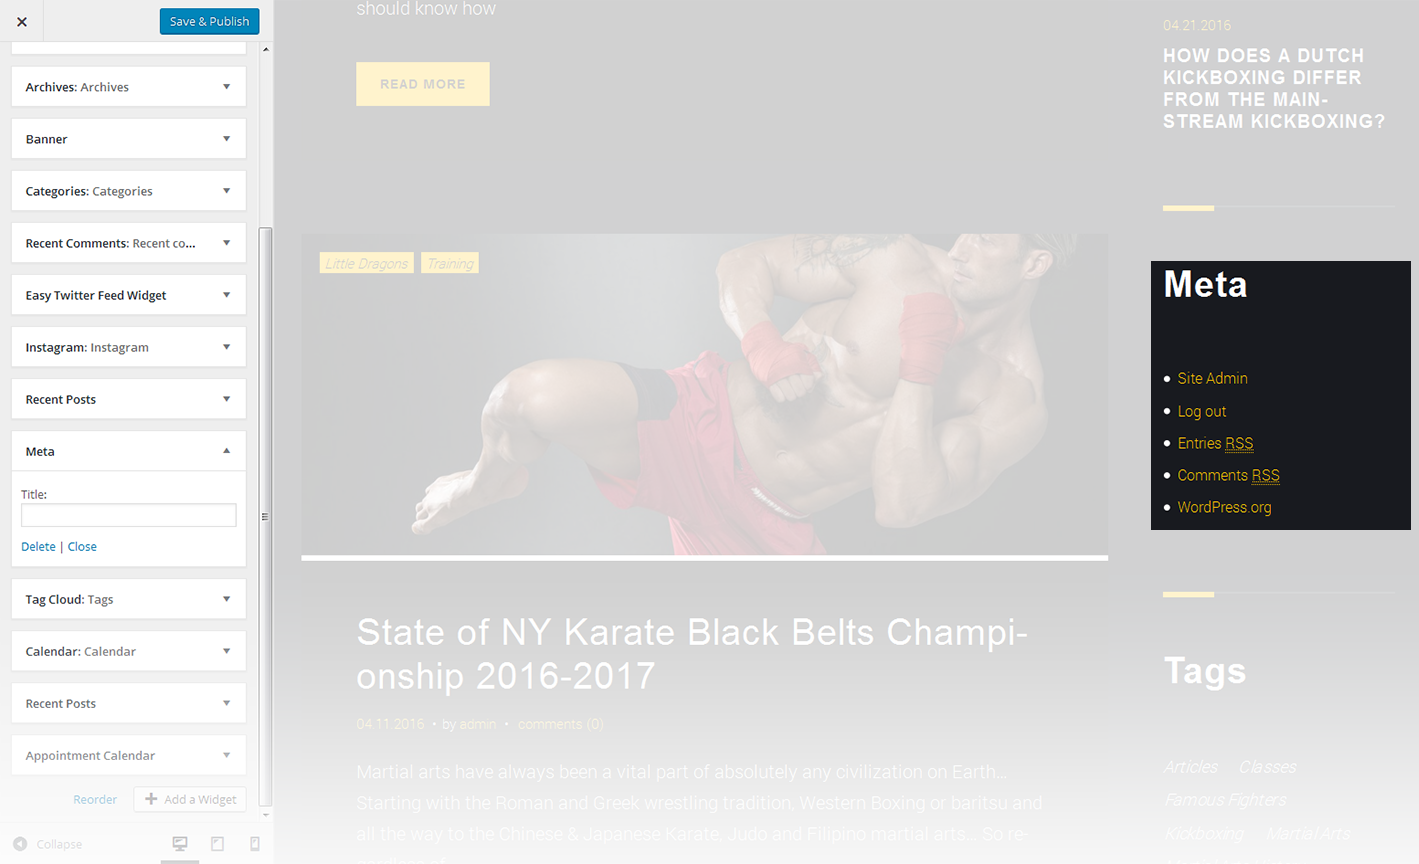 Save & Publish
Archives: Archives
Banner
Categories: Categories
Recent Comments: Recent co...
Easy Twitter Feed Widget
Instagram: Instagram
Recent Posts
Meta
Title:
Delete | Close
Tag Cloud: Tags
Calendar: Calendar
Recent Posts
Appointment Calendar
Reorder
Add a Widget
Collapse
should know how
READ MORE
Little Dragons
Training
State of NY Karate Black Belts Champi-
onship 2016-2017
04.11.2016 • by admin • comments (0)
Martial arts have always been a vital part of absolutely any civilization on Earth...
Starting with the Roman and Greek wrestling tradition, Western Boxing or baritsu and
all the way to the Chinese & Japanese Karate, Judo and Filipino martial arts... So re-
04.21.2016
HOW DOES A DUTCH
KICKBOXING DIFFER
FROM THE MAIN-
STREAM KICKBOXING?
Meta
Site Admin
Log out
Entries RSS
Comments RSS
WordPress.org
Tags
Articles Classes
Famous Fighters
Kickboxing Martial Arts